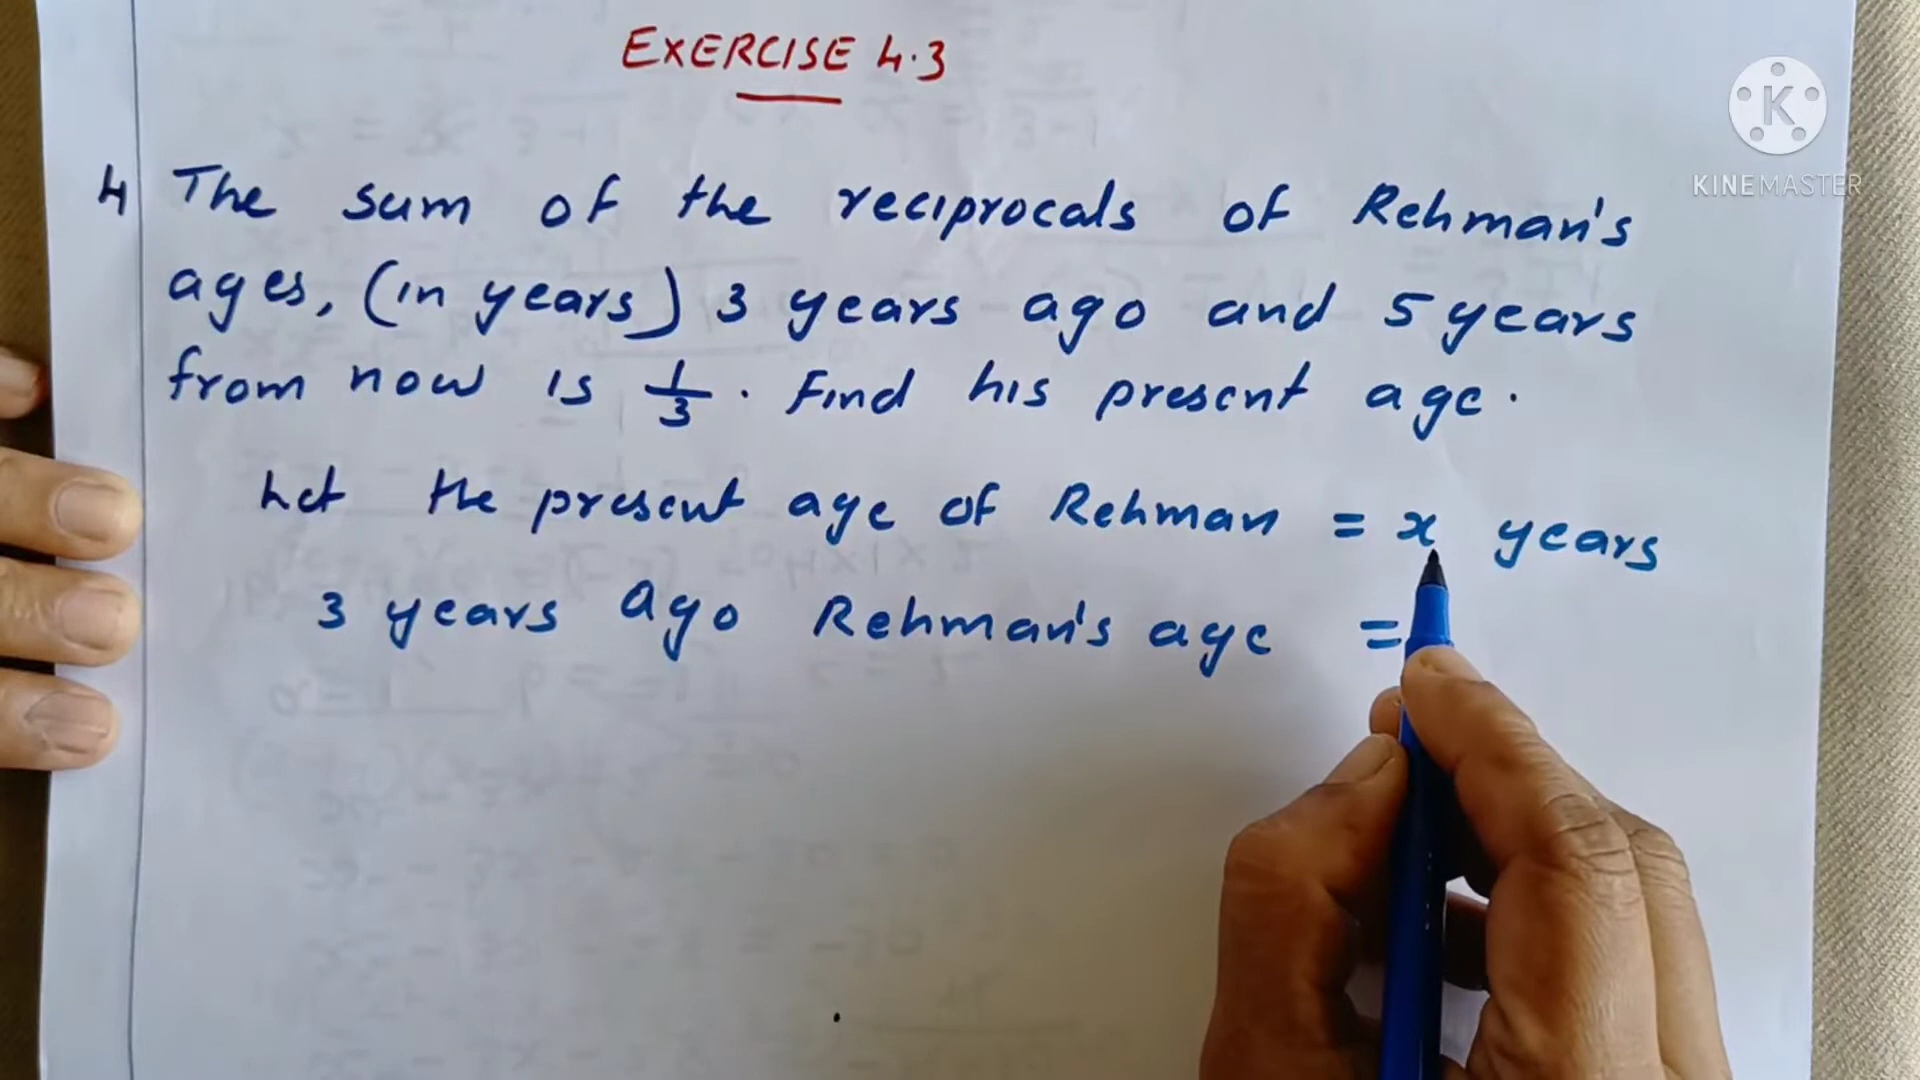 EXERCISE 4.3
K
KINEMASTER
4 The sum of the reciprocals of Rehman's
ages, (in years) 3 years ago and 5 years
from now is 1/3. Find his present age.
Let the present age of Rehman = x years
3 years ago Rehman's age =